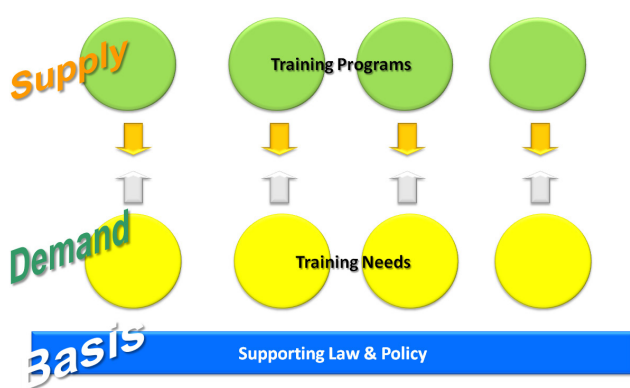 Supply
Training Programs
Demand
Training Needs
Basis
Supporting Law & Policy